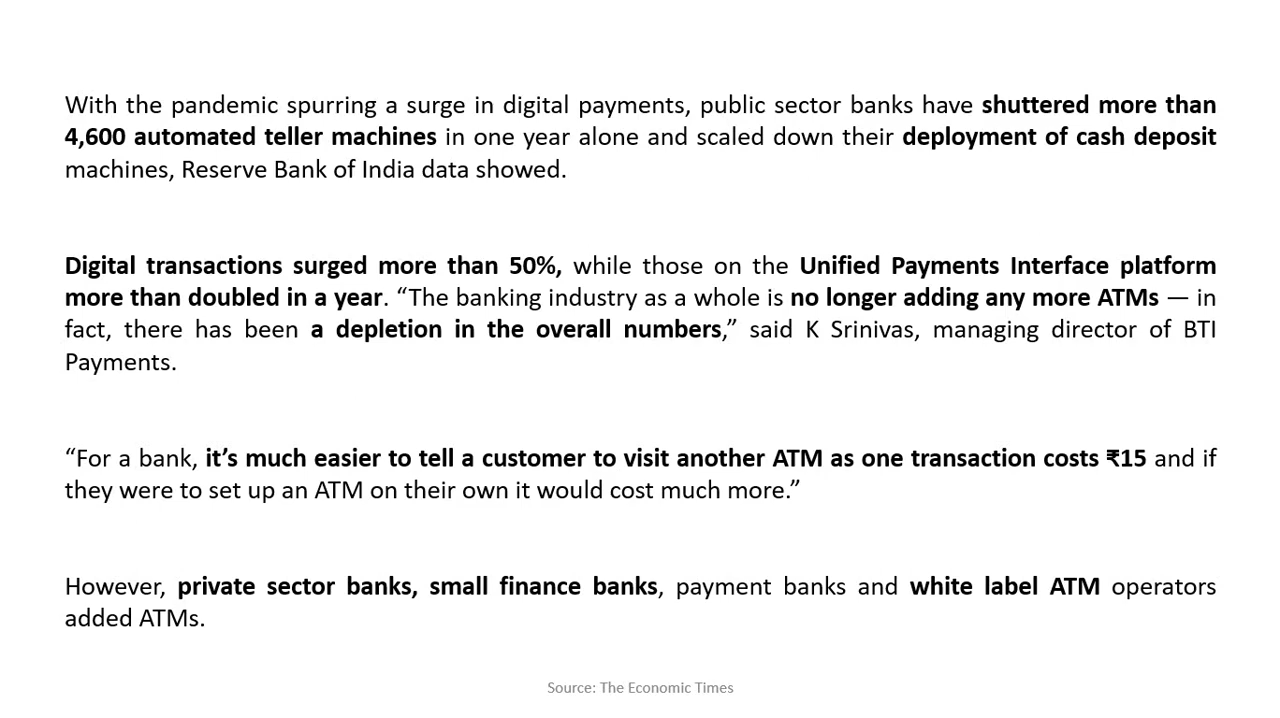 With the pandemic spurring a surge in digital payments, public sector banks have shuttered more than
4,600 automated teller machines in one year alone and scaled down their deployment of cash deposit
machines, Reserve Bank of India data showed.
Digital transactions surged more than 50%, while those on the Unified Payments Interface platform
more than doubled in a year. “The banking industry as a whole is no longer adding any more ATMs — in
fact, there has been a depletion in the overall numbers,” said K Srinivas, managing director of BTI
Payments.
“For a bank, it’s much easier to tell a customer to visit another ATM as one transaction costs ₹15 and if
they were to set up an ATM on their own it would cost much more.”
However, private sector banks, small finance banks, payment banks and white label ATM operators
added ATMs.
Source: The Economic Times